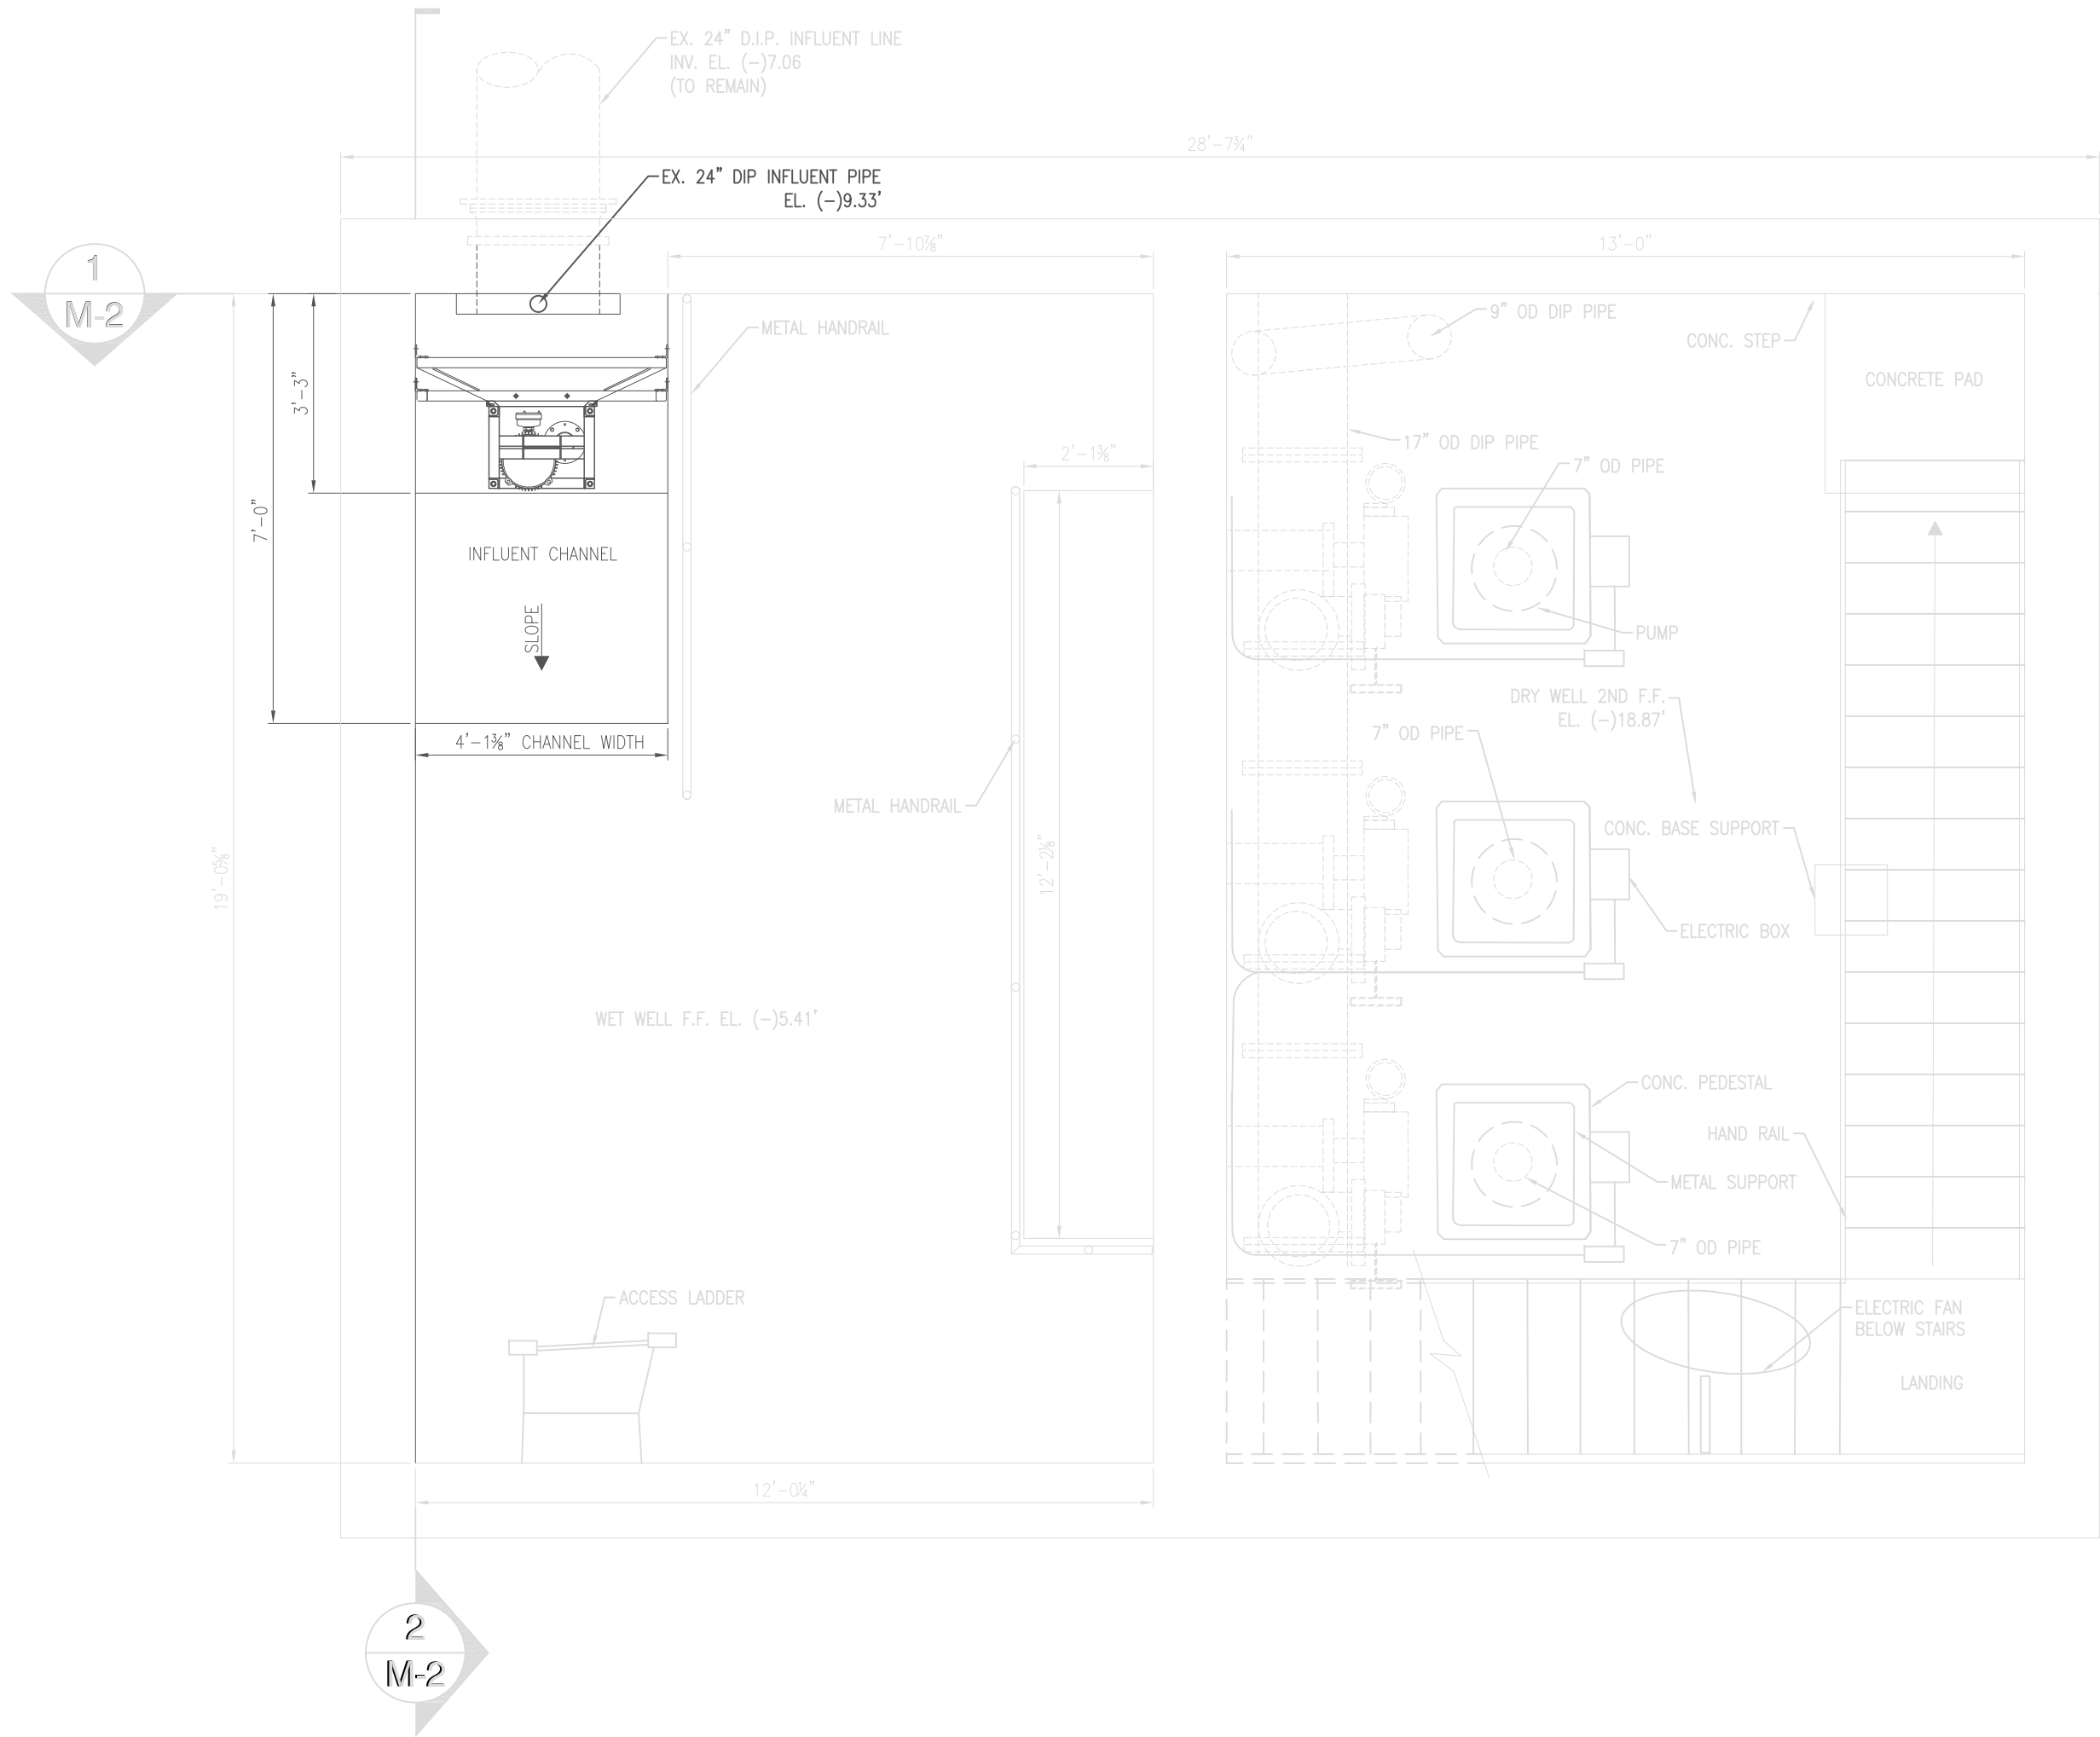 EX. 24" D.I.P. INFLUENT LINE
INV. EL. (–)7.06
(TO REMAIN)
28'–7¾"
EX. 24" DIP INFLUENT PIPE
EL. (–)9.33'
7'–10⅞"
13'–0"
1
M-2
9" OD DIP PIPE
METAL HANDRAIL
CONC. STEP
CONCRETE PAD
3'–3"
17" OD DIP PIPE
2'–1⅜"
7" OD PIPE
7'–0"
INFLUENT CHANNEL
SLOPE
PUMP
DRY WELL 2ND F.F.
EL. (–)18.87'
7" OD PIPE
4'–1⅜" CHANNEL WIDTH
METAL HANDRAIL
CONC. BASE SUPPORT
19'–0⅝"
12'–2⅛"
ELECTRIC BOX
WET WELL F.F. EL. (–)5.41'
CONC. PEDESTAL
HAND RAIL
METAL SUPPORT
7" OD PIPE
ACCESS LADDER
ELECTRIC FAN
BELOW STAIRS
LANDING
12'–0¼"
2
M-2